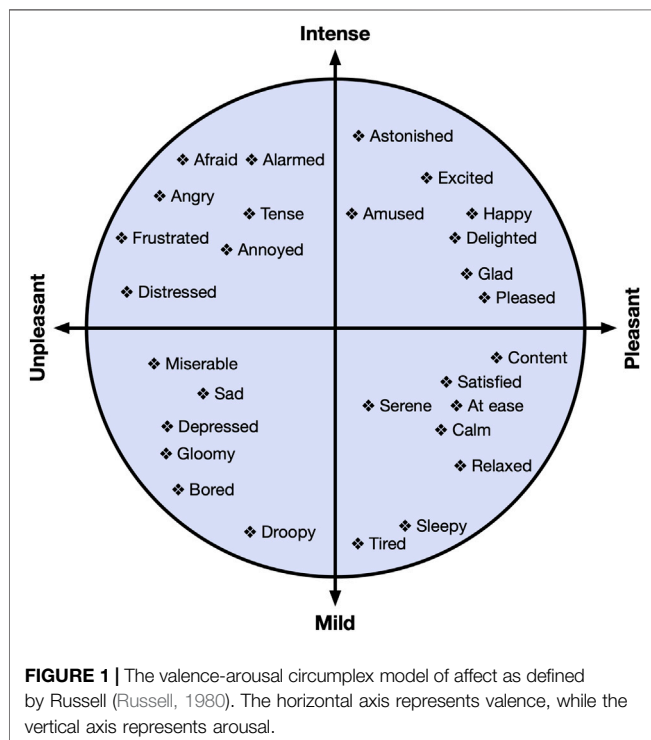 Intense
❖ Astonished
❖ Afraid ❖ Alarmed
❖ Excited
❖ Angry
❖ Tense ❖ Amused ❖ Happy
❖ Frustrated ❖ Delighted
❖ Annoyed
❖ Glad
❖ Distressed ❖ Pleased
Unpleasant
Pleasant
❖ Content
❖ Miserable
❖ Satisfied
❖ Sad
❖ Serene ❖ At ease
❖ Depressed ❖ Calm
❖ Gloomy
❖ Relaxed
❖ Bored
❖ Sleepy
❖ Droopy
❖ Tired
Mild
FIGURE 1 | The valence-arousal circumplex model of affect as defined
by Russell (Russell, 1980). The horizontal axis represents valence, while the
vertical axis represents arousal.